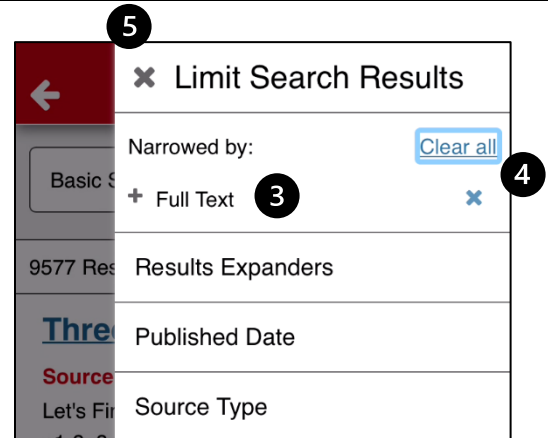 5
Limit Search Results
Narrowed by: Clear all
4
+ Full Text 3
Basic S
9577 Res
Results Expanders
Published Date
Three
Source
Source Type
Let's Fir